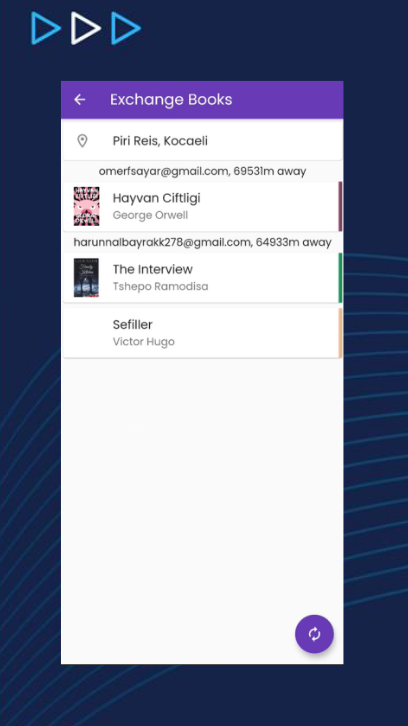 Exchange Books
Piri Reis, Kocaeli
omerfsayar@gmail.com, 69531m away
Hayvan Ciftligi
George Orwell
harunnalbayrakk278@gmail.com, 64933m away
The Interview
Tshepo Ramodisa
Sefiller
Victor Hugo